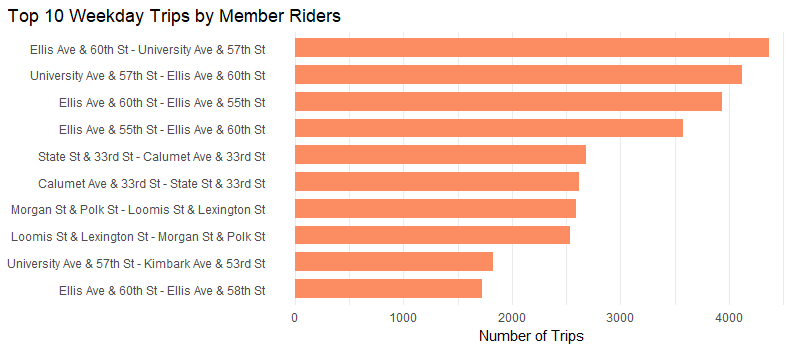 Top 10 Weekday Trips by Member Riders
Ellis Ave & 60th St - University Ave & 57th St
University Ave & 57th St - Ellis Ave & 60th St
Ellis Ave & 60th St - Ellis Ave & 55th St
Ellis Ave & 55th St - Ellis Ave & 60th St
State St & 33rd St - Calumet Ave & 33rd St
Calumet Ave & 33rd St - State St & 33rd St
Morgan St & Polk St - Loomis St & Lexington St
Loomis St & Lexington St - Morgan St & Polk St
University Ave & 57th St - Kimbark Ave & 53rd St
Ellis Ave & 60th St - Ellis Ave & 58th St
0 1000 2000 3000 4000
Number of Trips